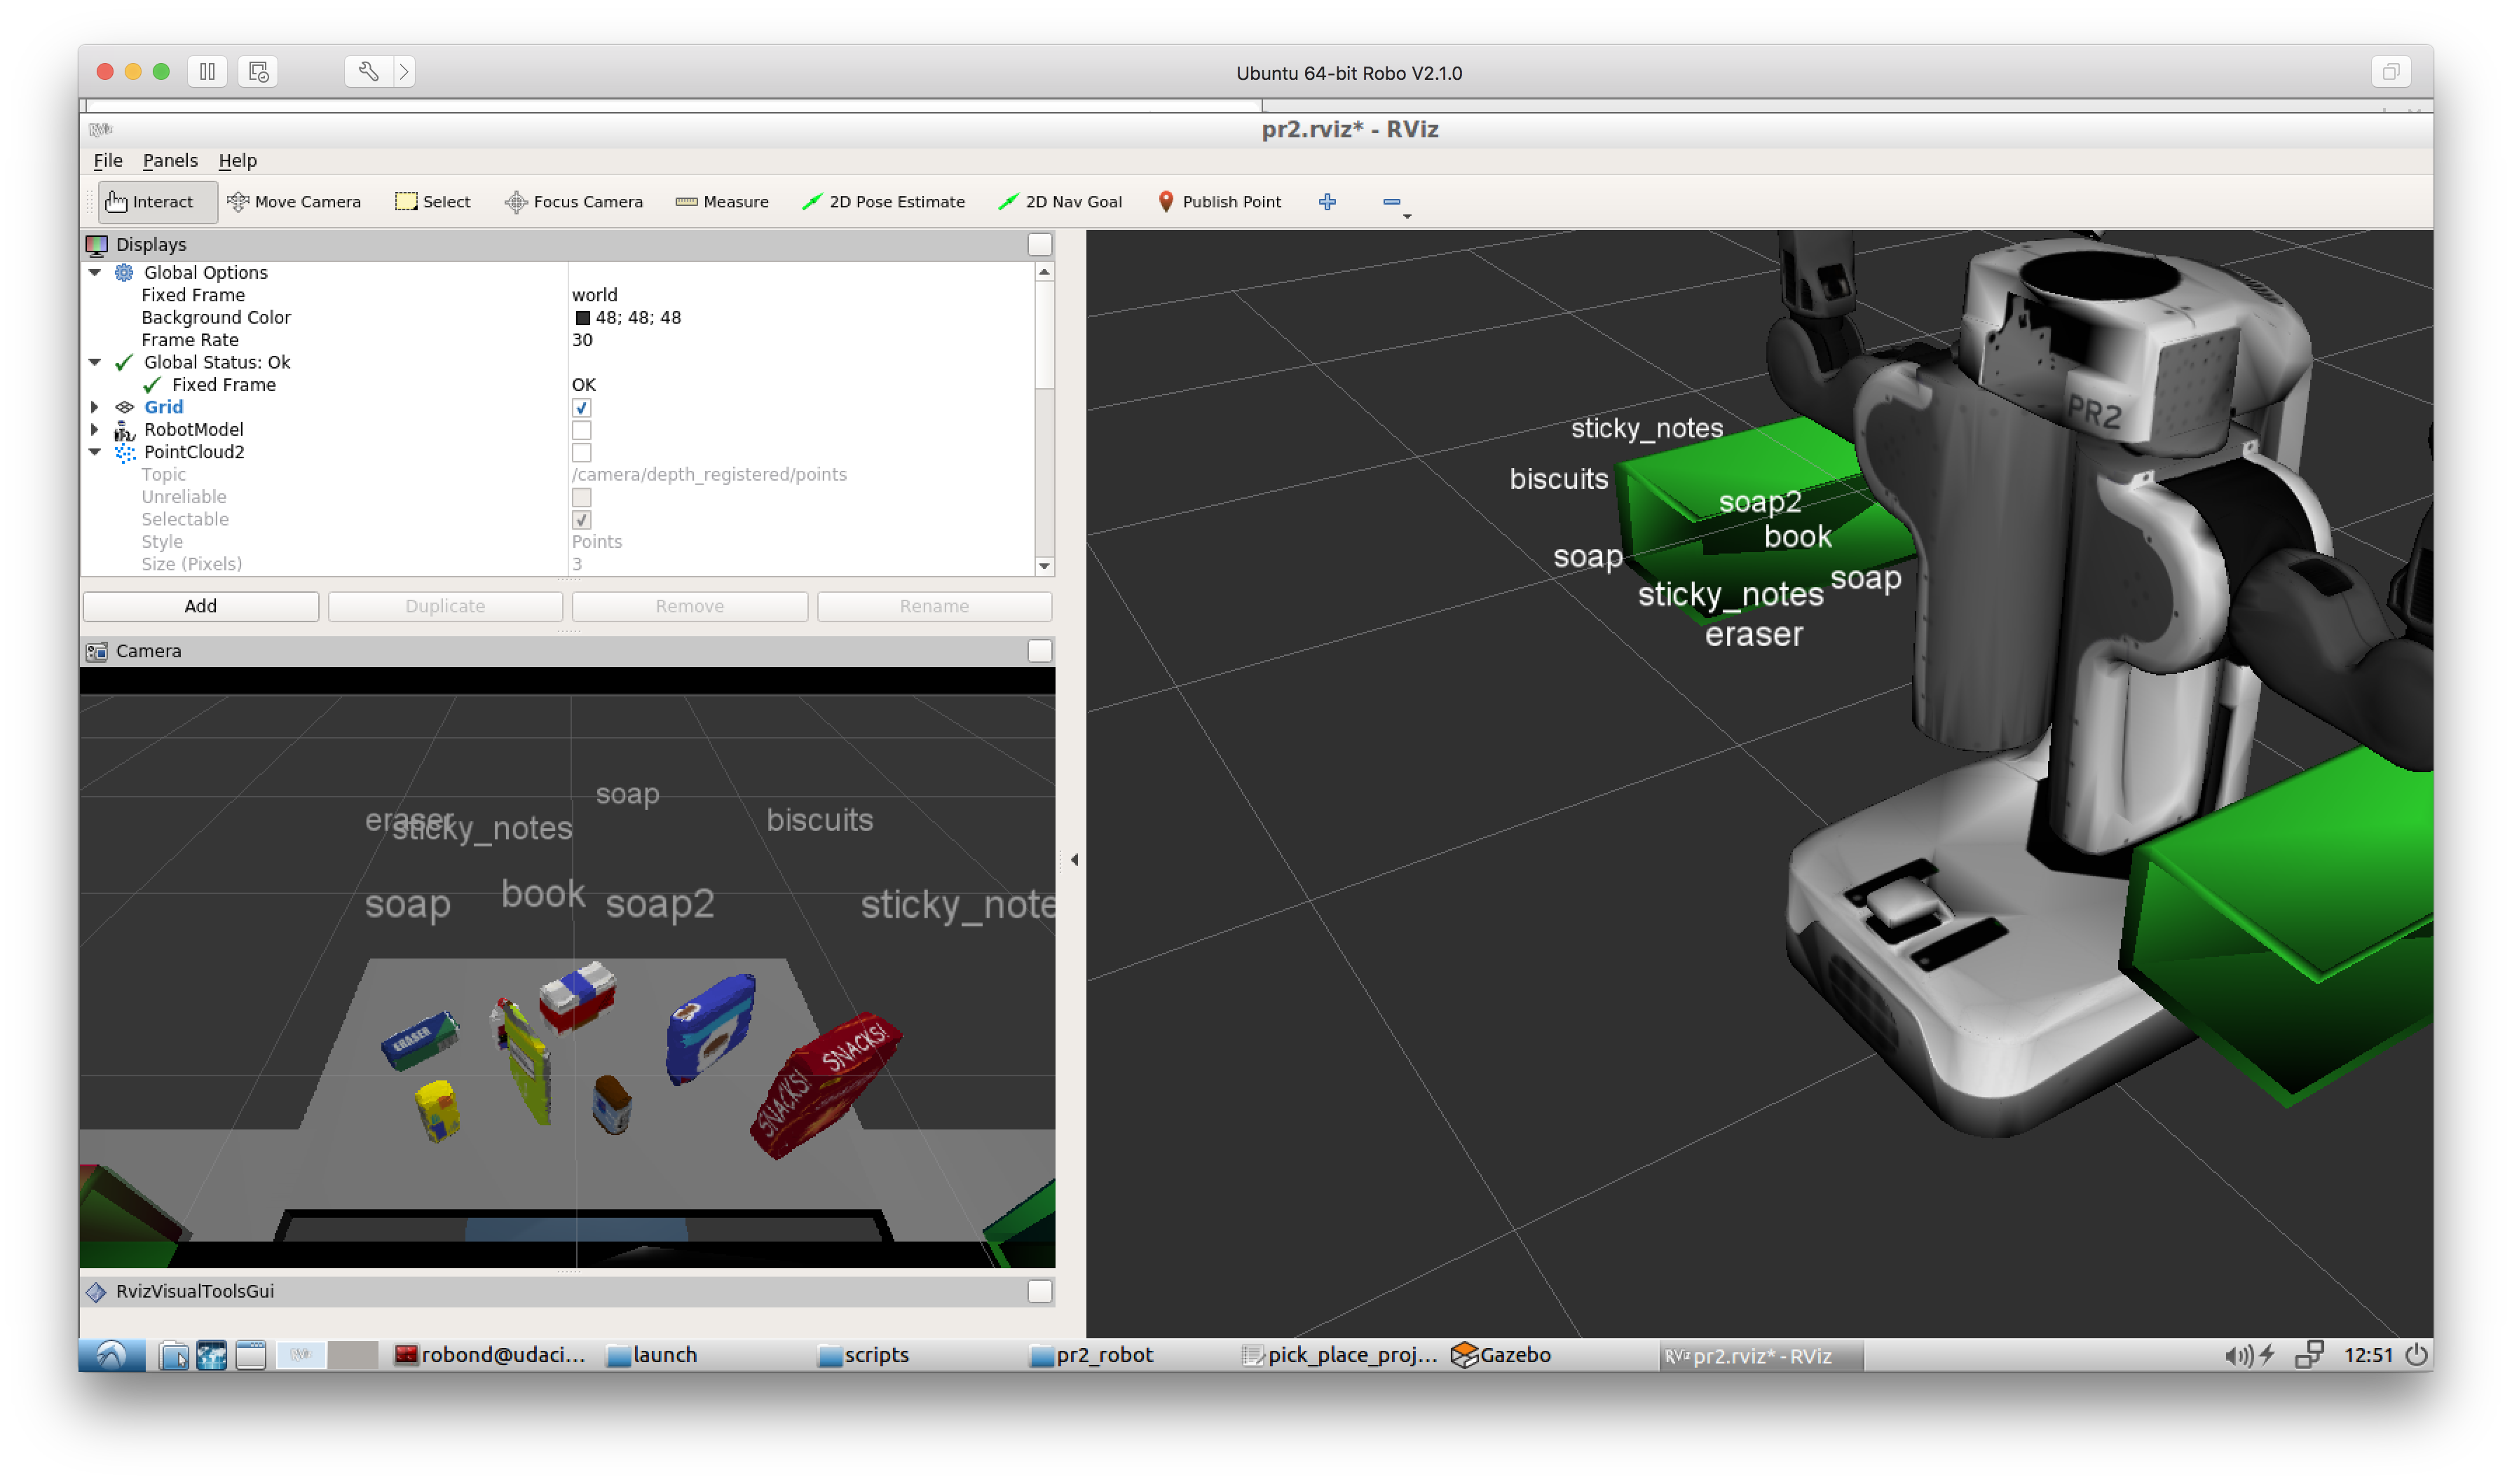 Ubuntu 64-bit Robo V2.1.0
RViz
pr2.rviz* - RViz
File Panels Help
Interact Move Camera Select Focus Camera Measure 2D Pose Estimate 2D Nav Goal Publish Point
Displays
Global Options
Fixed Frame world
Background Color 48; 48; 48
Frame Rate 30
Global Status: Ok
Fixed Frame OK
Grid
RobotModel
PointCloud2
Topic /camera/depth_registered/points
Unreliable
Selectable
Style Points
Size (Pixels) 3
Add Duplicate Remove Rename
Camera
soap
eraser
sticky_notes
biscuits
soap
book
soap2
sticky_note
ERASER
SNACKS!
SNACKS!
RvizVisualToolsGui
PR2
sticky_notes
biscuits
soap2
book
soap
soap
sticky_notes
eraser
RViz robond@udaci... launch scripts pr2_robot pick_place_proj... Gazebo RViz pr2.rviz* - RViz 12:51